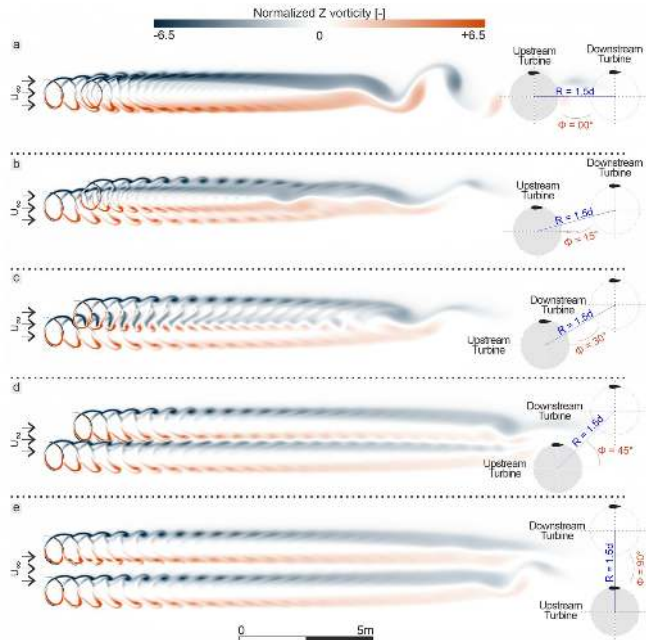 Normalized Z vorticity [-]
-6.5 0 +6.5
a
U∞
Upstream Turbine
Downstream Turbine
R = 1.5d
Φ = 00°
b
U∞
Upstream Turbine
Downstream Turbine
R = 1.5d
Φ = 15°
c
U∞
Upstream Turbine
Downstream Turbine
R = 1.5d
Φ = 30°
d
U∞
Upstream Turbine
Downstream Turbine
R = 1.5d
Φ = 45°
e
U∞
Downstream Turbine
R = 1.5d
Φ = 90°
Upstream Turbine
0 5m